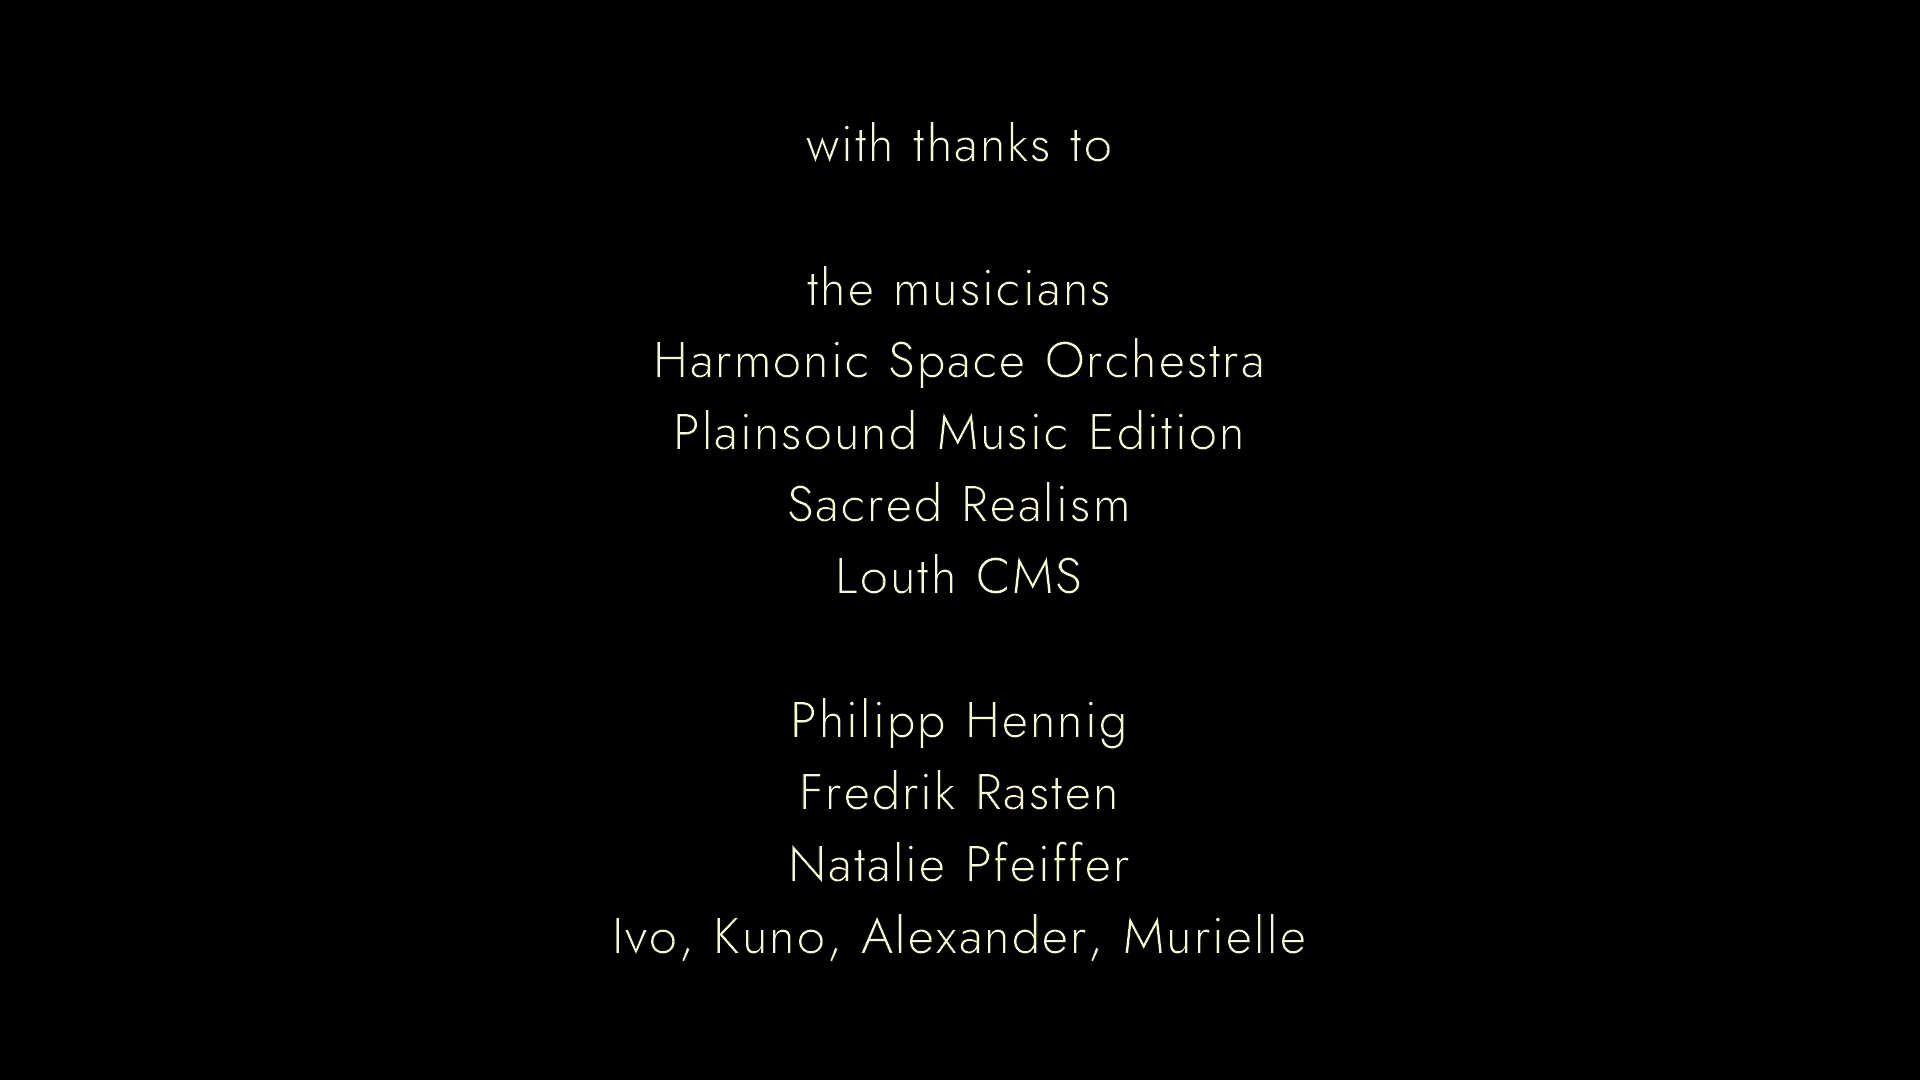 with thanks to
the musicians
Harmonic Space Orchestra
Plainsound Music Edition
Sacred Realism
Louth CMS
Philipp Hennig
Fredrik Rasten
Natalie Pfeiffer
Ivo, Kuno, Alexander, Murielle